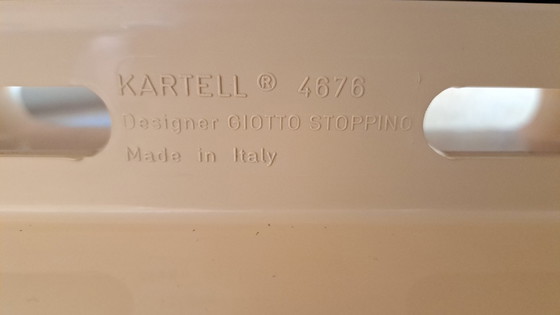 KARTELL ® 4676
Designer GIOTTO STOPPINO
Made in Italy